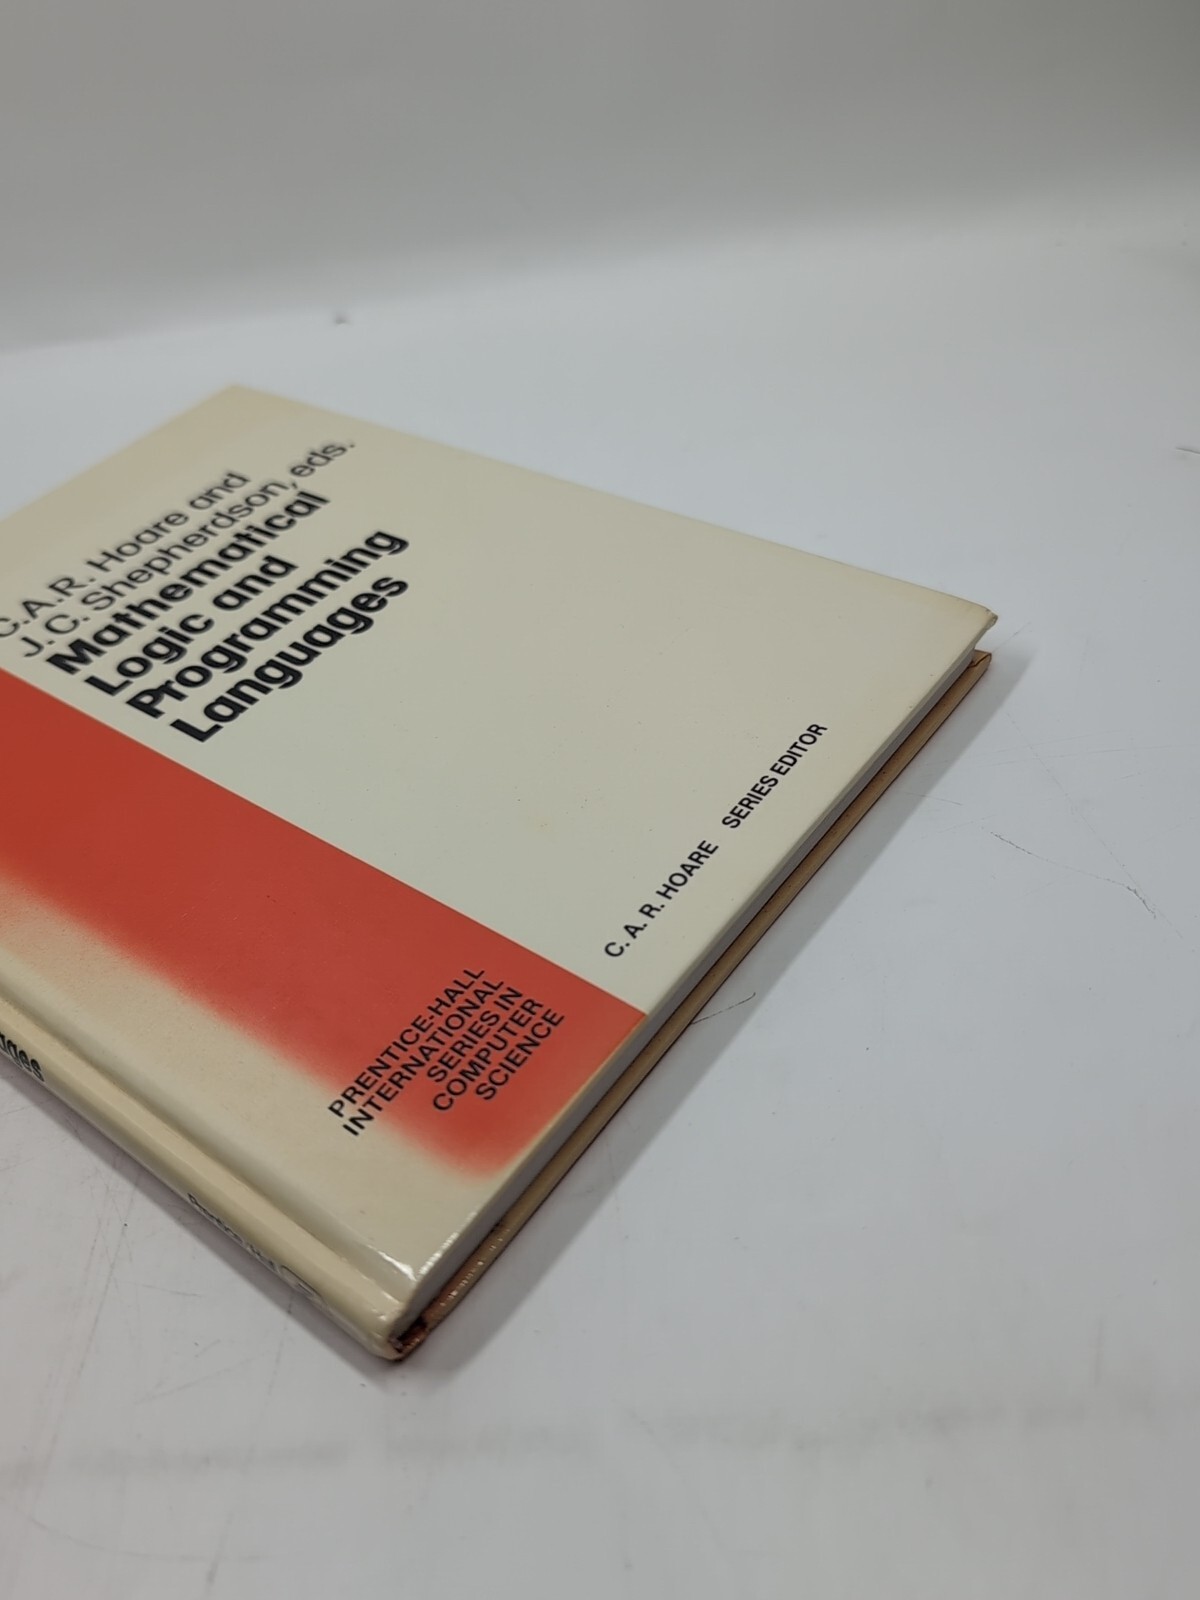 C.A.R. Hoare and
J.C. Shepherdson, eds.
Mathematical
Logic and
Programming
Languages
C. A. R. HOARE SERIES EDITOR
PRENTICE-HALL
INTERNATIONAL
SERIES IN
COMPUTER
SCIENCE